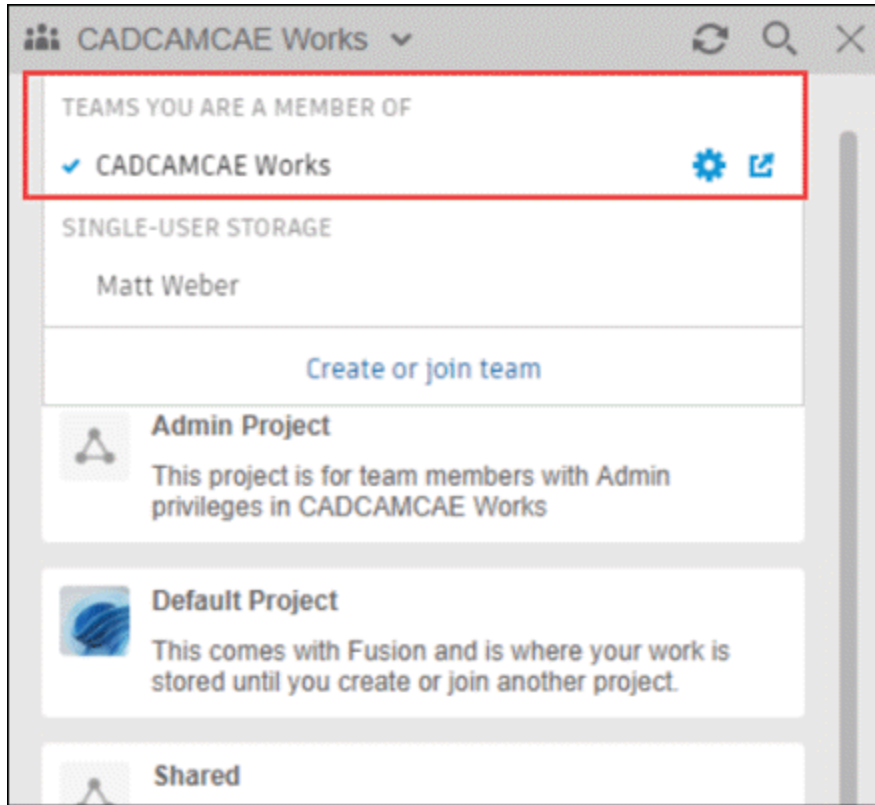 CADCAMCAE Works
TEAMS YOU ARE A MEMBER OF
CADCAMCAE Works
SINGLE-USER STORAGE
Matt Weber
Create or join team
Admin Project
This project is for team members with Admin
privileges in CADCAMCAE Works
Default Project
This comes with Fusion and is where your work is
stored until you create or join another project.
Shared